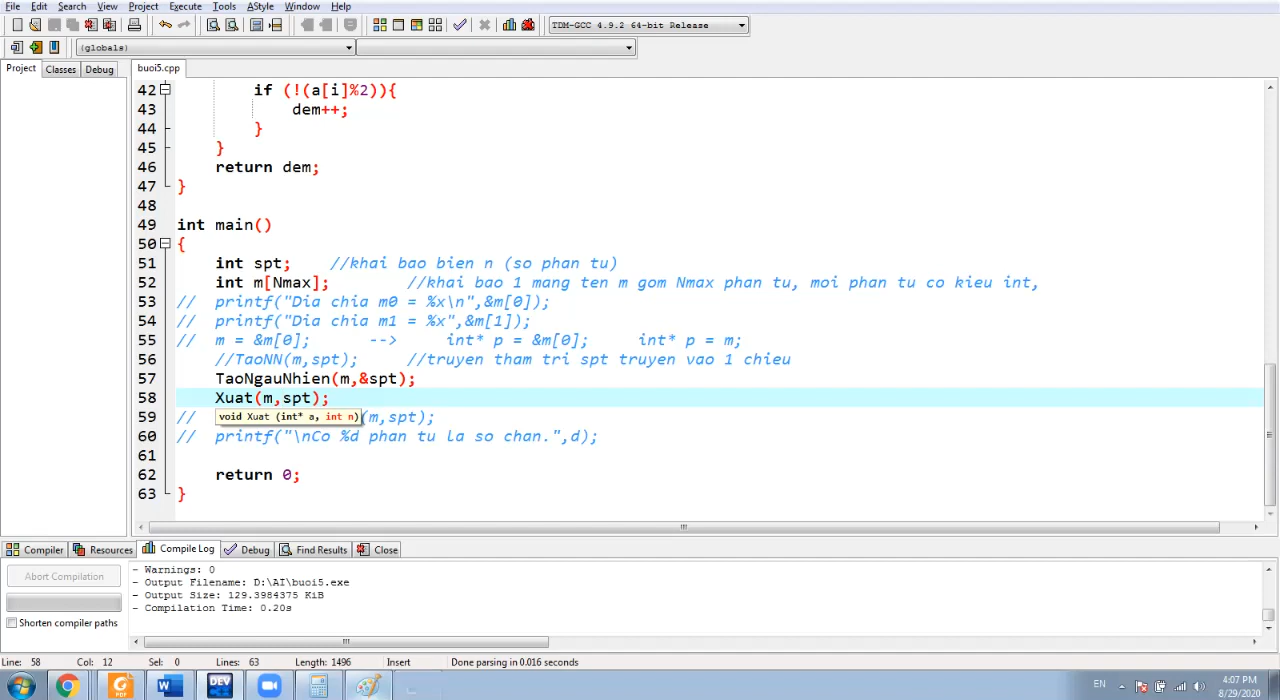 File Edit Search View Project Execute Tools AStyle Window Help
TDM-GCC 4.9.2 64-bit Release
(globals)
Project Classes Debug buoi5.cpp
42 if (!(a[i]%2)){
43 dem++;
44 }
45 }
46 return dem;
47 }
48
49 int main()
50 {
51 int spt; //khai bao bien n (so phan tu)
52 int m[Nmax]; //khai bao 1 mang ten m gom Nmax phan tu, moi phan tu co kieu int,
53 // printf("Dia chia m0 = %x\n",&m[0]);
54 // printf("Dia chia m1 = %x",&m[1]);
55 // m = &m[0]; --> int* p = &m[0]; int* p = m;
56 //TaoNN(m,spt); //truyen tham tri spt truyen vao 1 chieu
57 TaoNgauNhien(m,&spt);
58 Xuat(m,spt);
59 // void Xuat (int* a, int n) (m,spt);
60 // printf("\nCo %d phan tu la so chan.",d);
61
62 return 0;
63 }
Compiler Resources Compile Log Debug Find Results Close
Abort Compilation
Shorten compiler paths
- Warnings: 0
- Output Filename: D:\AI\buoi5.exe
- Output Size: 129.3984375 KiB
- Compilation Time: 0.20s
Line: 58 Col: 12 Sel: 0 Lines: 63 Length: 1496 Insert Done parsing in 0.016 seconds
PDF W DEV EN 4:07 PM
8/29/2020